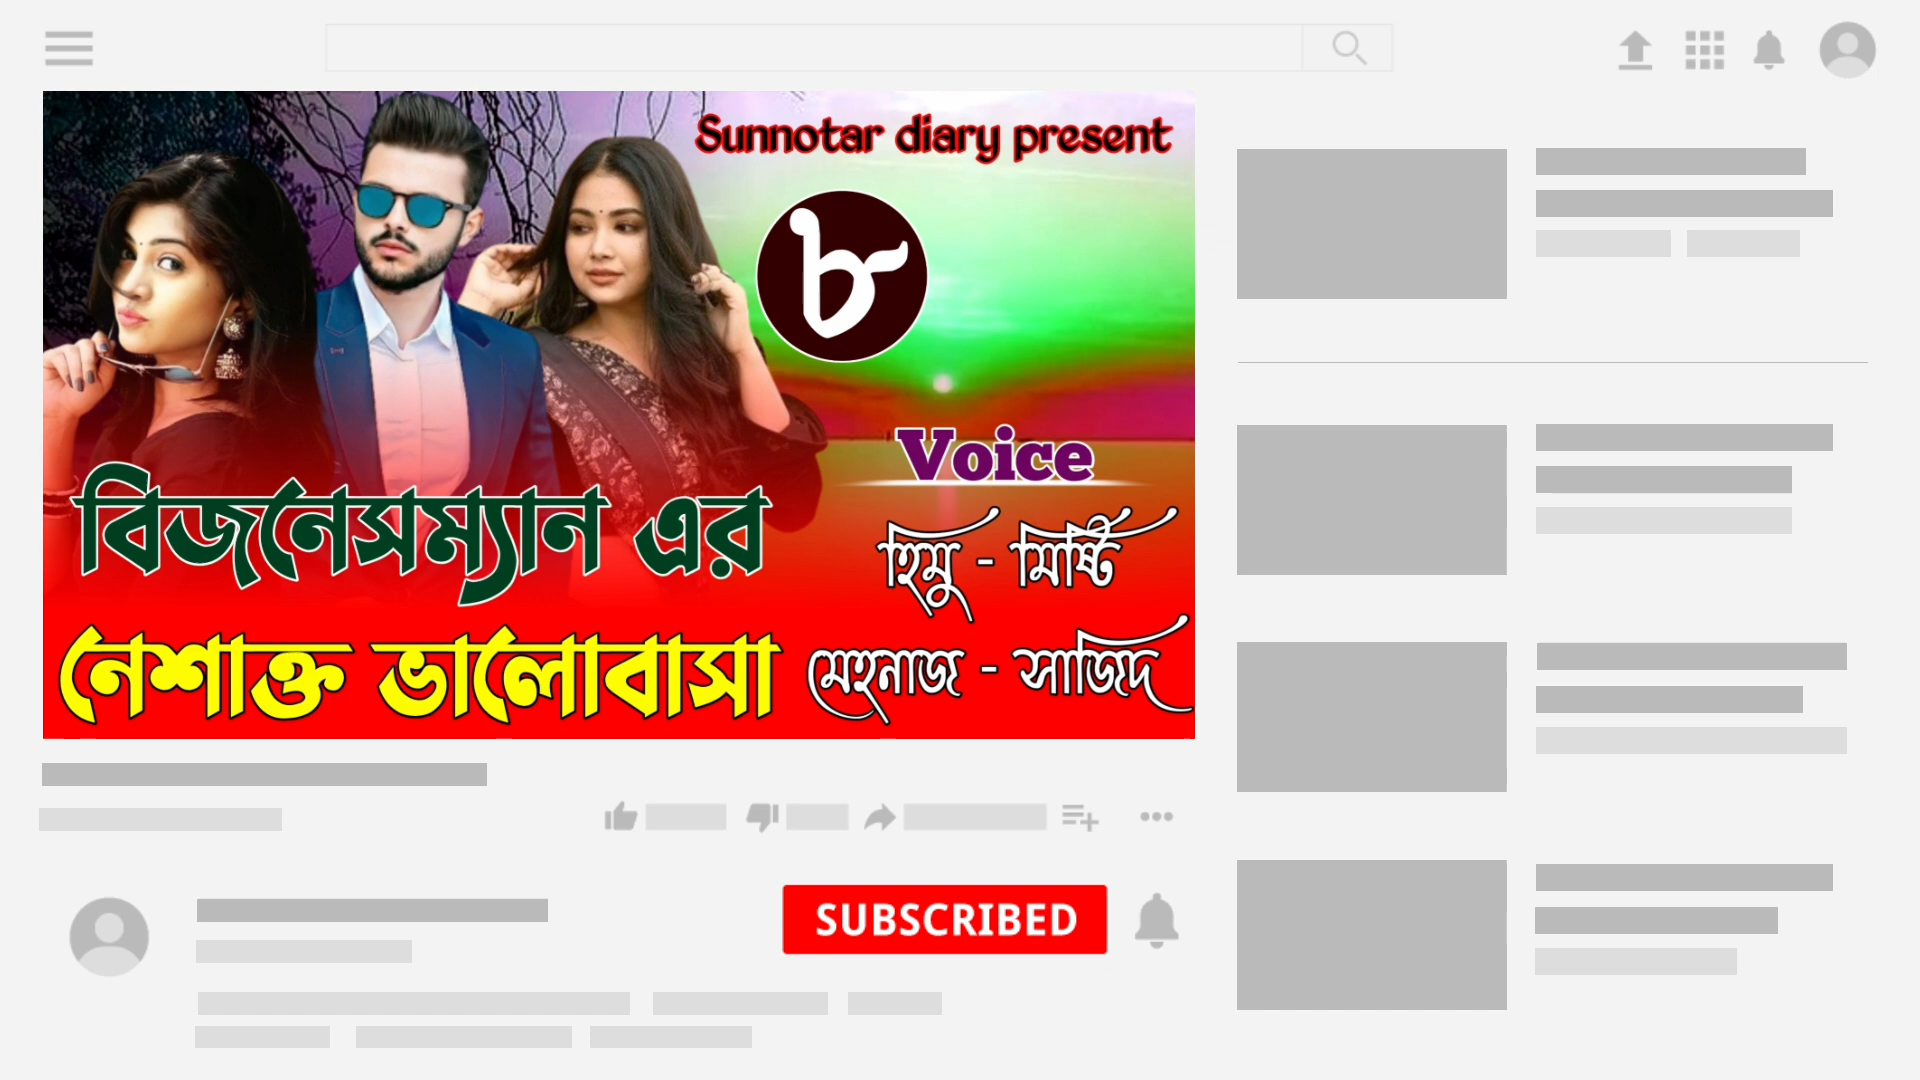 Sunnotar diary present
৮
Voice
বিজনেসম্যান এর
হিমু - মিষ্টি
নেশাক্ত ভালোবাসা
মেহনাজ - সাজিদ
SUBSCRIBED